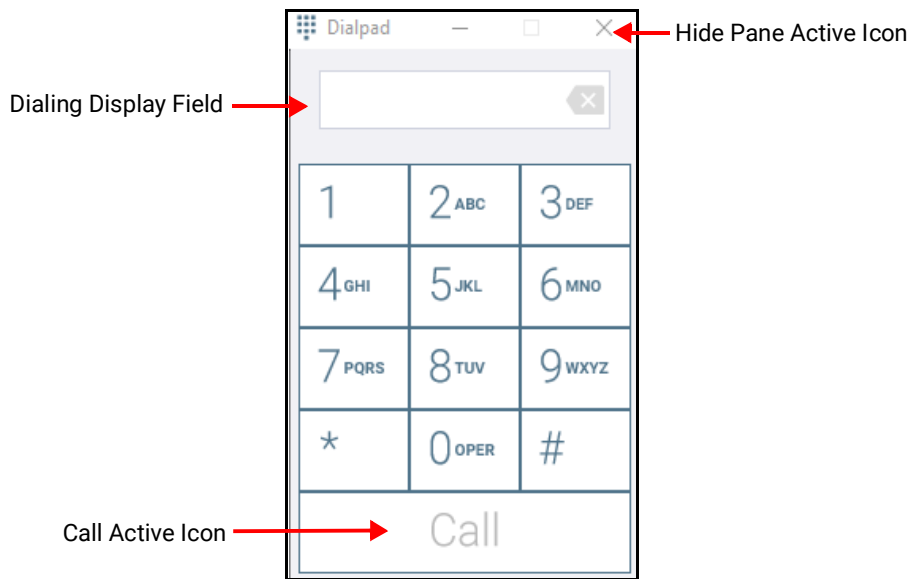 Dialpad
Hide Pane Active Icon
Dialing Display Field
1
2 ABC
3 DEF
4 GHI
5 JKL
6 MNO
7 PQRS
8 TUV
9 WXYZ
*
0 OPER
#
Call Active Icon
Call